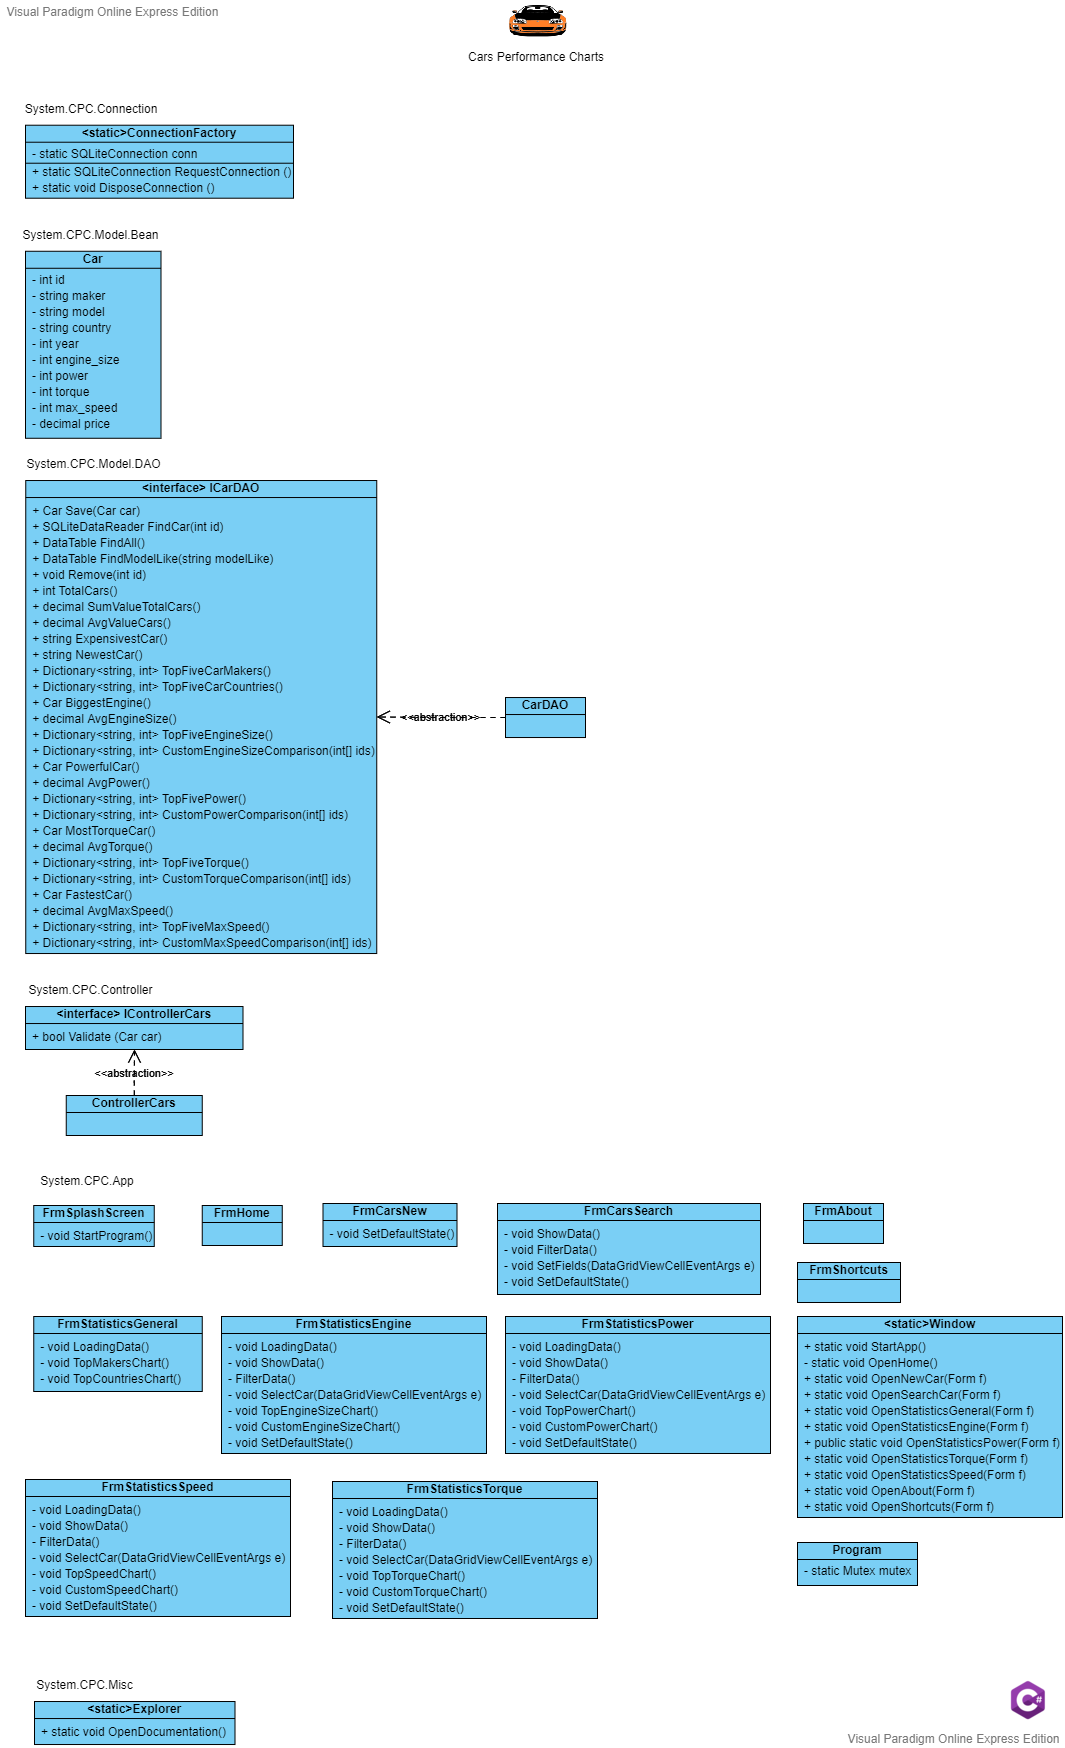 Visual Paradigm Online Express Edition
Cars Performance Charts
System.CPC.Connection
<static>ConnectionFactory
- static SQLiteConnection conn
+ static SQLiteConnection RequestConnection ()
+ static void DisposeConnection ()
System.CPC.Model.Bean
Car
- int id
- string maker
- string model
- string country
- int year
- int engine_size
- int power
- int torque
- int max_speed
- decimal price
System.CPC.Model.DAO
<interface> ICarDAO
+ Car Save(Car car)
+ SQLiteDataReader FindCar(int id)
+ DataTable FindAll()
+ DataTable FindModelLike(string modelLike)
+ void Remove(int id)
+ int TotalCars()
+ decimal SumValueTotalCars()
+ decimal AvgValueCars()
+ string ExpensivestCar()
+ string NewestCar()
+ Dictionary<string, int> TopFiveCarMakers()
+ Dictionary<string, int> TopFiveCarCountries()
+ Car BiggestEngine()
+ decimal AvgEngineSize()
+ Dictionary<string, int> TopFiveEngineSize()
+ Dictionary<string, int> CustomEngineSizeComparison(int[] ids)
+ Car PowerfulCar()
+ decimal AvgPower()
+ Dictionary<string, int> TopFivePower()
+ Dictionary<string, int> CustomPowerComparison(int[] ids)
+ Car MostTorqueCar()
+ decimal AvgTorque()
+ Dictionary<string, int> TopFiveTorque()
+ Dictionary<string, int> CustomTorqueComparison(int[] ids)
+ Car FastestCar()
+ decimal AvgMaxSpeed()
+ Dictionary<string, int> TopFiveMaxSpeed()
+ Dictionary<string, int> CustomMaxSpeedComparison(int[] ids)
<<abstraction>>
CarDAO
System.CPC.Controller
<interface> IControllerCars
+ bool Validate (Car car)
<<abstraction>>
ControllerCars
System.CPC.App
FrmSplashScreen
- void StartProgram()
FrmHome
FrmCarsNew
- void SetDefaultState()
FrmCarsSearch
- void ShowData()
- void FilterData()
- void SetFields(DataGridViewCellEventArgs e)
- void SetDefaultState()
FrmAbout
FrmShortcuts
FrmStatisticsGeneral
- void LoadingData()
- void TopMakersChart()
- void TopCountriesChart()
FrmStatisticsEngine
- void LoadingData()
- void ShowData()
- FilterData()
- void SelectCar(DataGridViewCellEventArgs e)
- void TopEngineSizeChart()
- void CustomEngineSizeChart()
- void SetDefaultState()
FrmStatisticsPower
- void LoadingData()
- void ShowData()
- FilterData()
- void SelectCar(DataGridViewCellEventArgs e)
- void TopPowerChart()
- void CustomPowerChart()
- void SetDefaultState()
<static>Window
+ static void StartApp()
- static void OpenHome()
+ static void OpenNewCar(Form f)
+ static void OpenSearchCar(Form f)
+ static void OpenStatisticsGeneral(Form f)
+ static void OpenStatisticsEngine(Form f)
+ public static void OpenStatisticsPower(Form f)
+ static void OpenStatisticsTorque(Form f)
+ static void OpenStatisticsSpeed(Form f)
+ static void OpenAbout(Form f)
+ static void OpenShortcuts(Form f)
FrmStatisticsSpeed
- void LoadingData()
- void ShowData()
- FilterData()
- void SelectCar(DataGridViewCellEventArgs e)
- void TopSpeedChart()
- void CustomSpeedChart()
- void SetDefaultState()
FrmStatisticsTorque
- void LoadingData()
- void ShowData()
- FilterData()
- void SelectCar(DataGridViewCellEventArgs e)
- void TopTorqueChart()
- void CustomTorqueChart()
- void SetDefaultState()
Program
- static Mutex mutex
System.CPC.Misc
<static>Explorer
+ static void OpenDocumentation()
C#
Visual Paradigm Online Express Edition